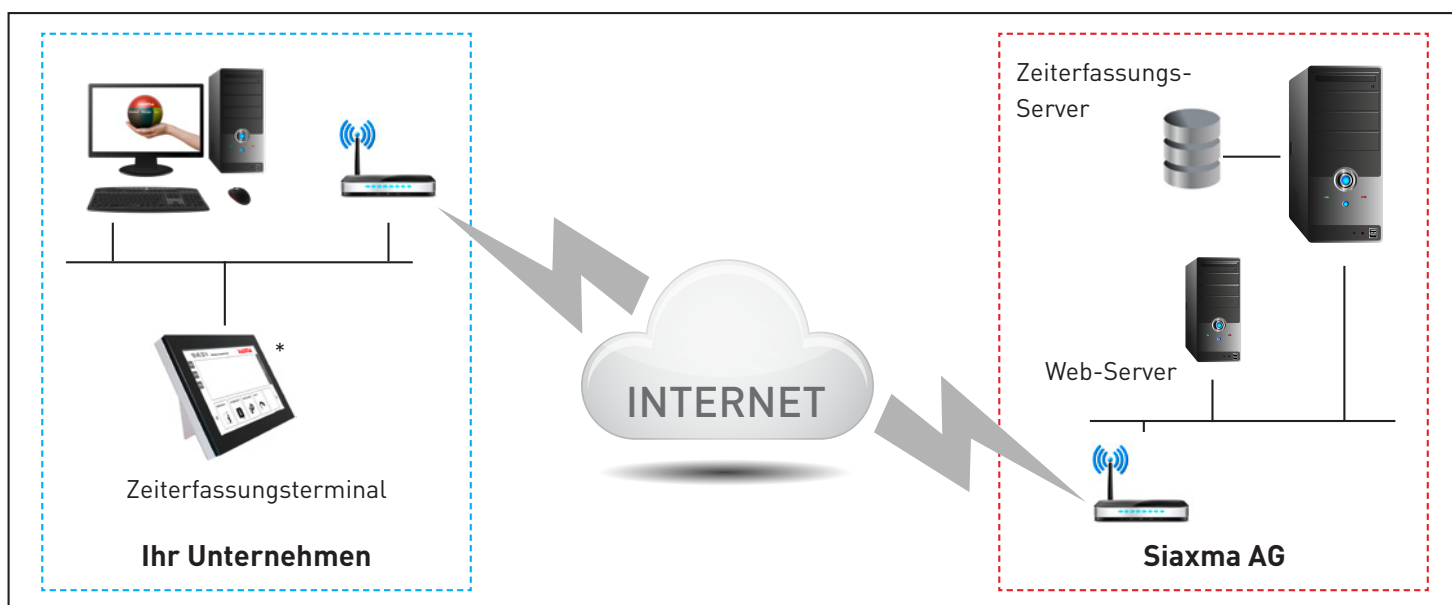 *
Zeiterfassungsterminal
Ihr Unternehmen
INTERNET
Zeiterfassungs-
Server
Web-Server
Siaxma AG